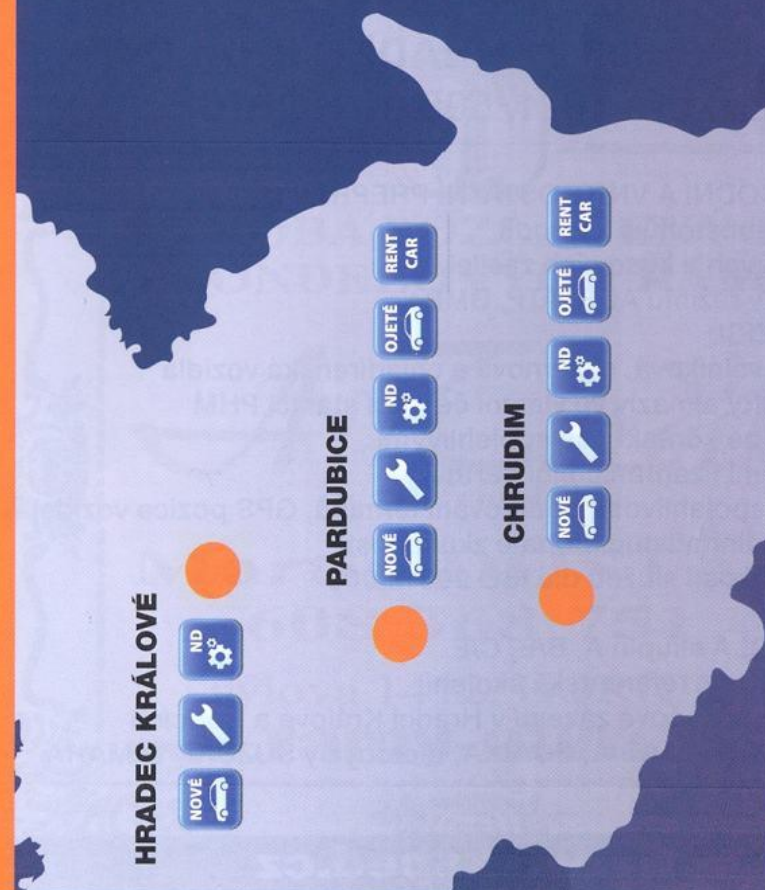 HRADEC KRÁLOVÉ
NOVÉ ND
PARDUBICE
NOVÉ ND OJETÉ RENT CAR
CHRUDIM
NOVÉ ND OJETÉ RENT CAR